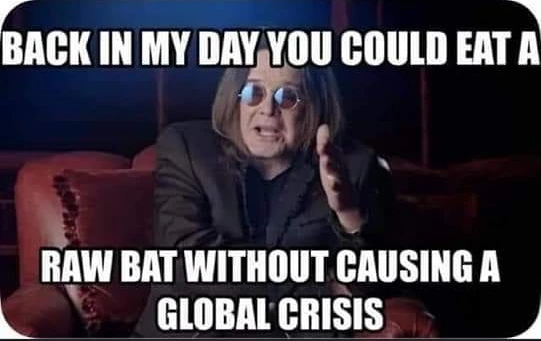 BACK IN MY DAY YOU COULD EAT A
RAW BAT WITHOUT CAUSING A
GLOBAL CRISIS